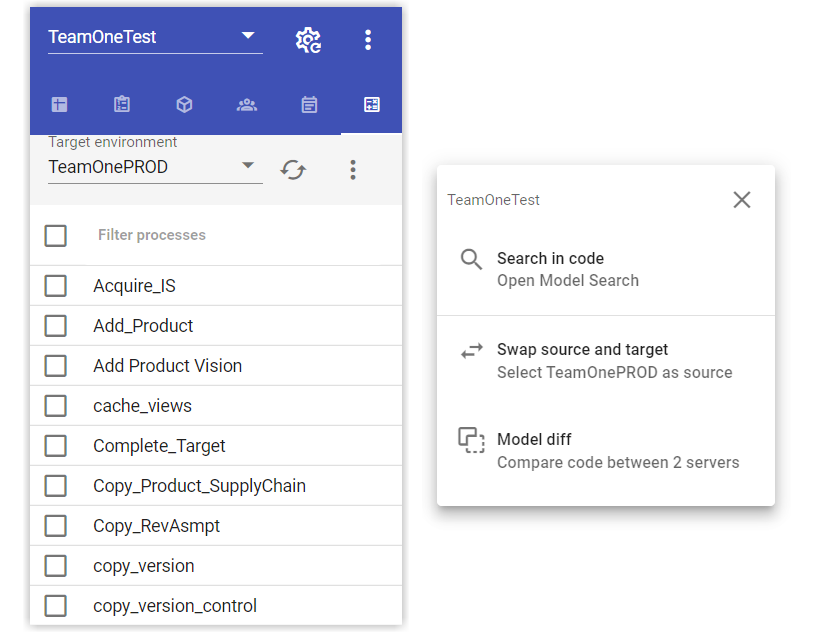 TeamOneTest
Target environment
TeamOnePROD
Filter processes
Acquire_IS
Add_Product
Add Product Vision
cache_views
Complete_Target
Copy_Product_SupplyChain
Copy_RevAsmpt
copy_version
copy_version_control
TeamOneTest
Search in code
Open Model Search
Swap source and target
Select TeamOnePROD as source
Model diff
Compare code between 2 servers